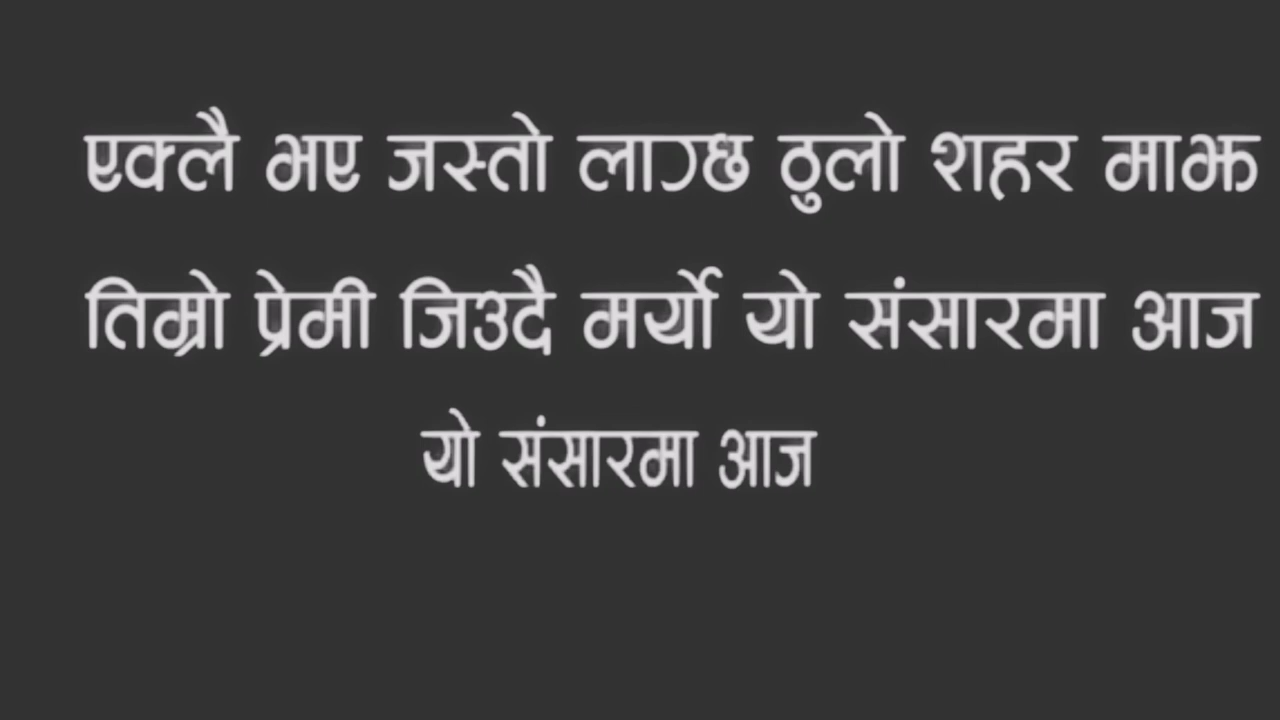 एक्लै भए जस्तो लाग्छ ठुलो शहर माझ
तिम्रो प्रेमी जिउदै मर्यो यो संसारमा आज
यो संसारमा आज